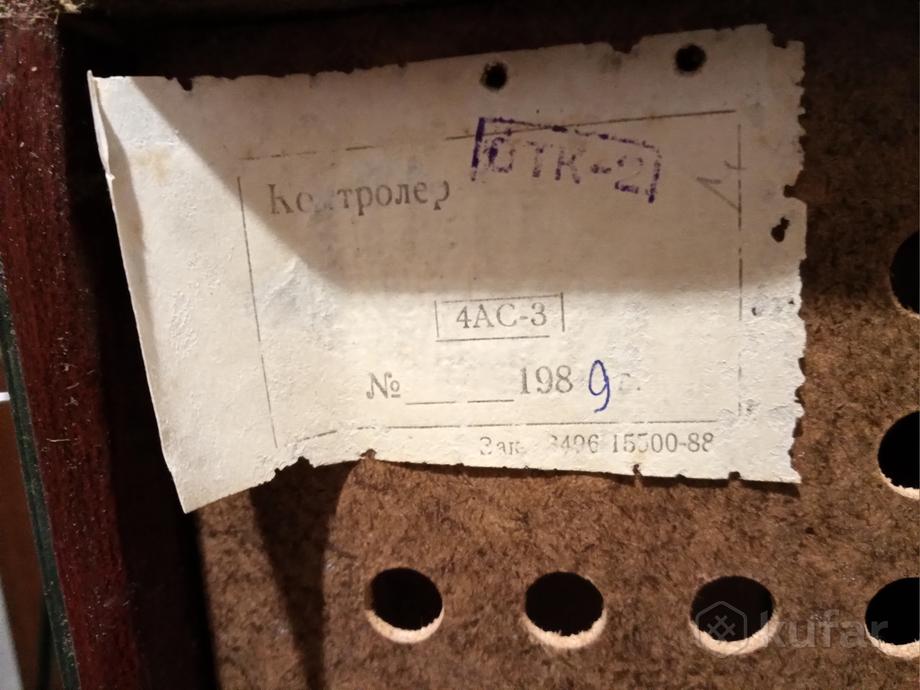 ОТК-2
Контролер
4АС-3
№ 1989 г.
Зак. 3496 15500-88
kufar